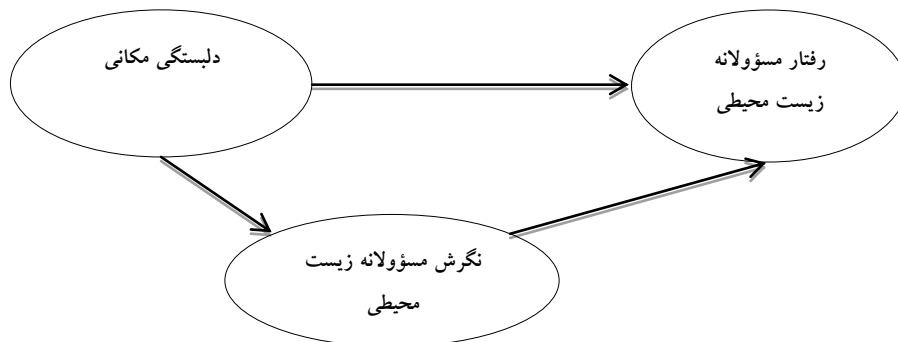 دلبستگی مکانی
رفتار مسؤولانه
زیست محیطی
نگرش مسؤولانه زیست
محیطی